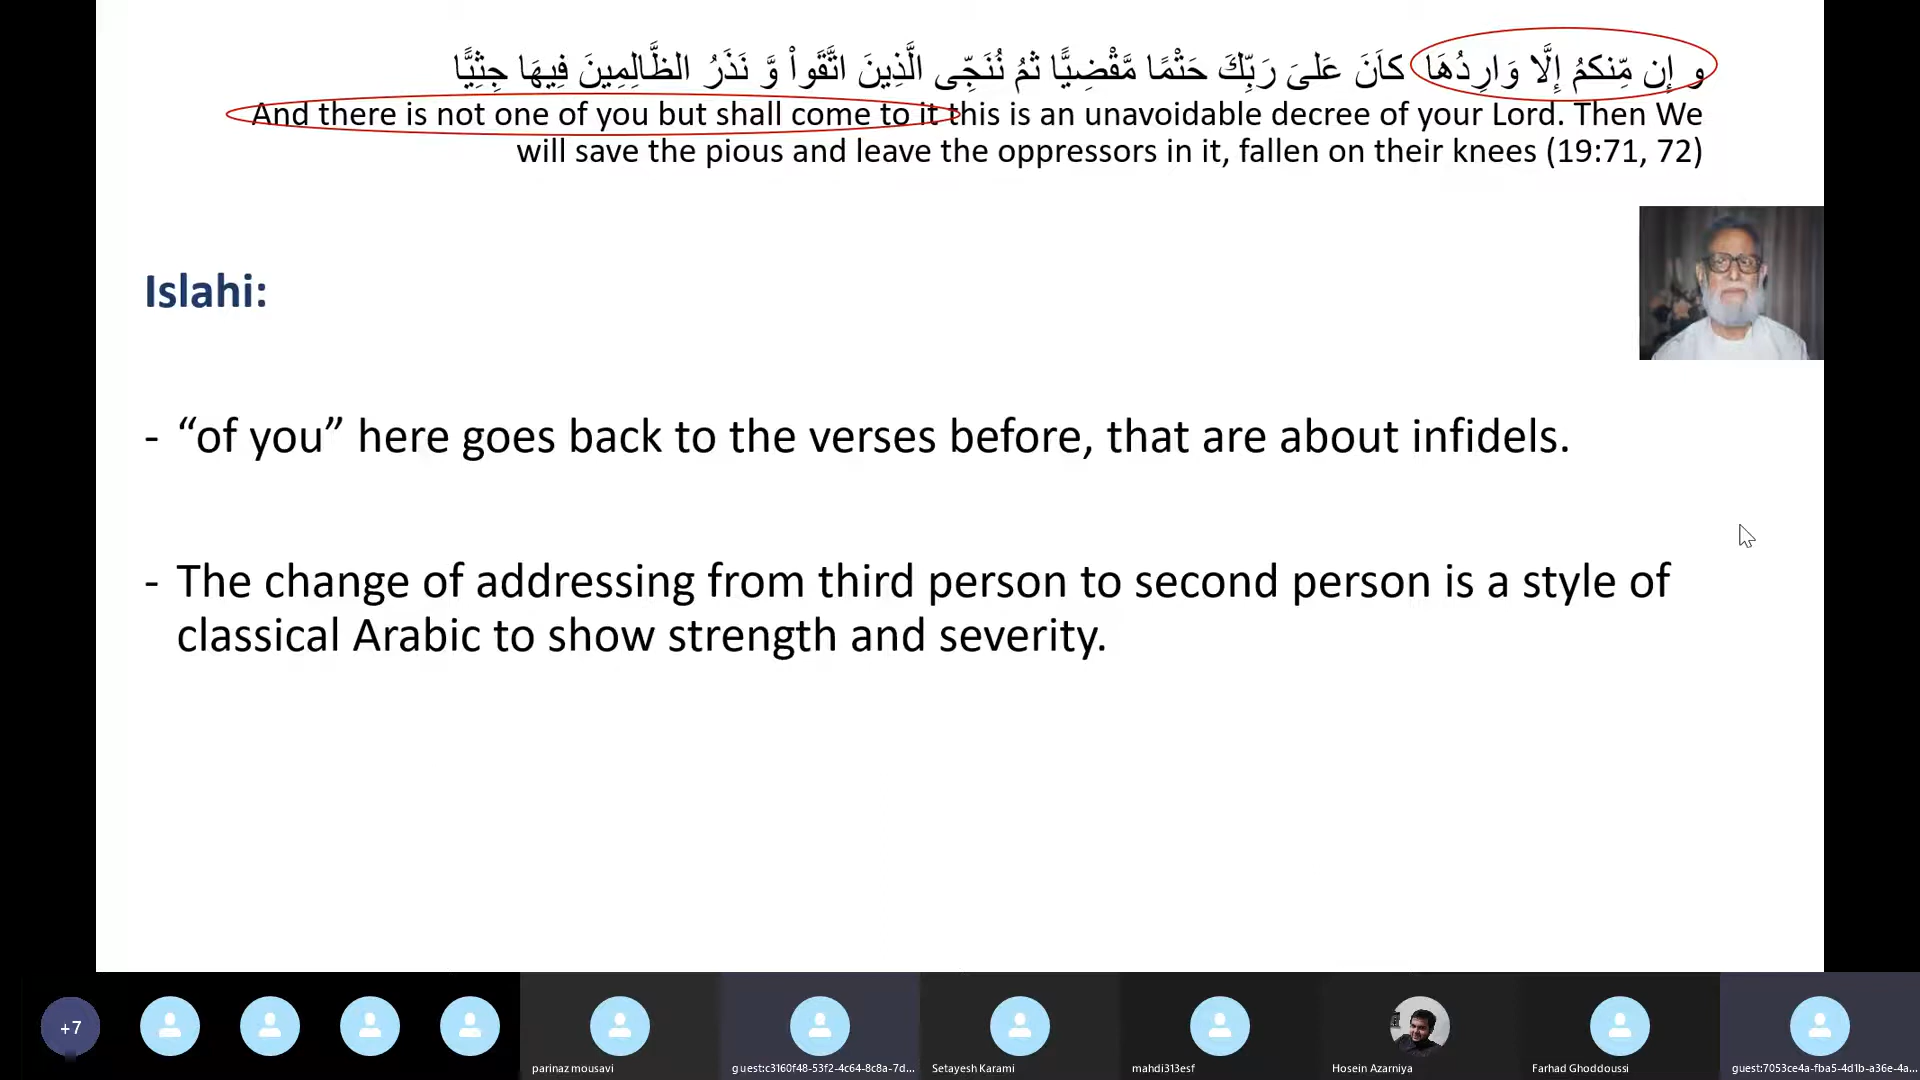 و إِن مِّنكمُ‏ْ إِلَّا وَارِدُهَا كاَنَ عَلىَ‏ رَبِّكَ حَتْمًا مَّقْضِيًّا ثمُ‏َّ نُنَجِّى الَّذِينَ اتَّقَواْ وَّ نَذَرُ الظَّالِمِينَ فِيهَا جِثِيًّا
And there is not one of you but shall come to it this is an unavoidable decree of your Lord. Then We
will save the pious and leave the oppressors in it, fallen on their knees (19:71, 72)
Islahi:
- “of you” here goes back to the verses before, that are about infidels.
- The change of addressing from third person to second person is a style of
classical Arabic to show strength and severity.
+7
parinaz mousavi
guest:c3160f48-53f2-4c64-8c8a-7d...
Setayesh Karami
mahdi313esf
Hosein Azarniya
Farhad Ghoddoussi
guest:7053ce4a-fba5-4d1b-a36e-4a...